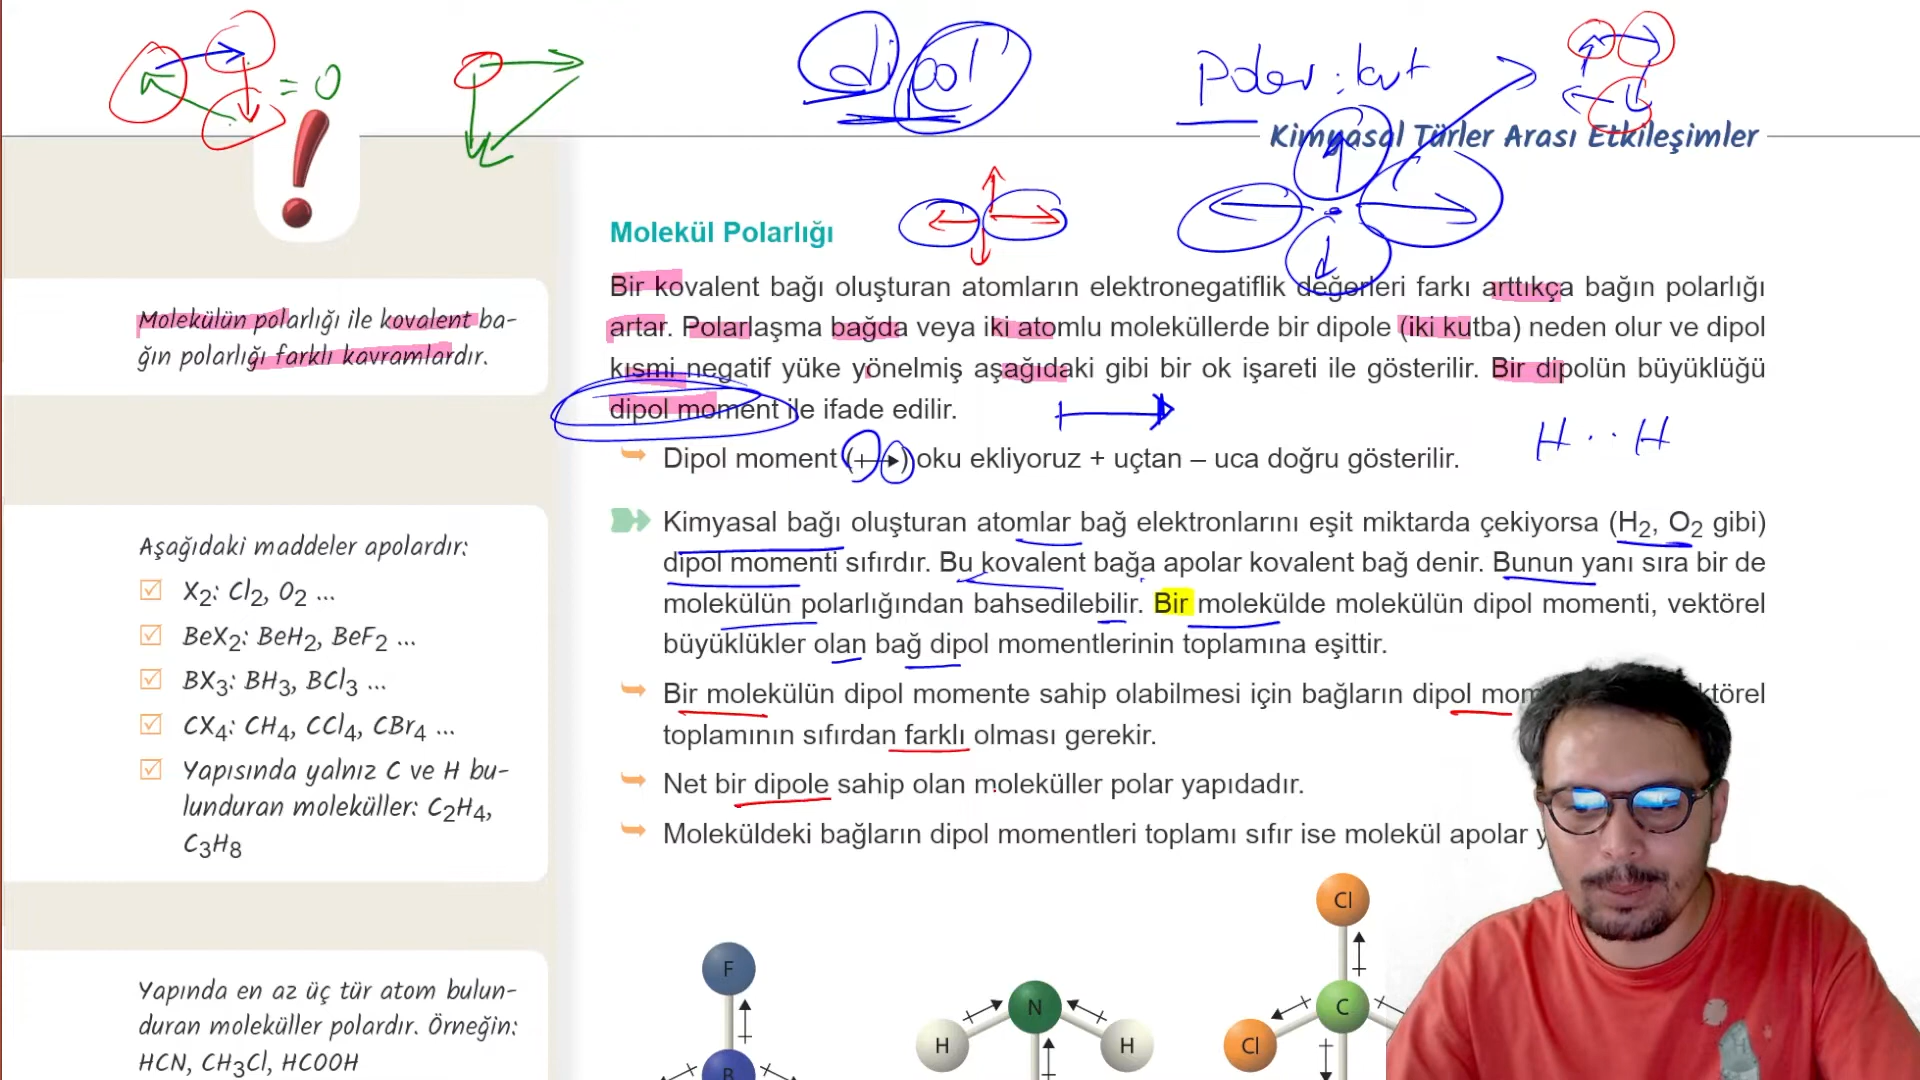 = 0
dipol
Polar : kut
Kimyasal Türler Arası Etkileşimler
Molekül Polarlığı
Bir kovalent bağı oluşturan atomların elektronegatiflik değerleri farkı arttıkça bağın polarlığı
artar. Polarlaşma bağda veya iki atomlu moleküllerde bir dipole (iki kutba) neden olur ve dipol
kısmi negatif yüke yönelmiş aşağıdaki gibi bir ok işareti ile gösterilir. Bir dipolün büyüklüğü
dipol moment ile ifade edilir.
H · · H
Dipol moment ( ) oku ekliyoruz + uçtan – uca doğru gösterilir.
Kimyasal bağı oluşturan atomlar bağ elektronlarını eşit miktarda çekiyorsa (H2, O2 gibi)
dipol momenti sıfırdır. Bu kovalent bağa apolar kovalent bağ denir. Bunun yanı sıra bir de
molekülün polarlığından bahsedilebilir. Bir molekülde molekülün dipol momenti, vektörel
büyüklükler olan bağ dipol momentlerinin toplamına eşittir.
Bir molekülün dipol momente sahip olabilmesi için bağların dipol mom ktörel
toplamının sıfırdan farklı olması gerekir.
Net bir dipole sahip olan moleküller polar yapıdadır.
Moleküldeki bağların dipol momentleri toplamı sıfır ise molekül apolar y
Molekülün polarlığı ile kovalent ba-
ğın polarlığı farklı kavramlardır.
Aşağıdaki maddeler apolardır:
X2: Cl2, O2 ...
BeX2: BeH2, BeF2 ...
BX3: BH3, BCl3 ...
CX4: CH4, CCl4, CBr4 ...
Yapısında yalnız C ve H bu-
lunduran moleküller: C2H4,
C3H8
Yapında en az üç tür atom bulun-
duran moleküller polardır. Örneğin:
HCN, CH3Cl, HCOOH
F
B
N
H
H
Cl
C
Cl